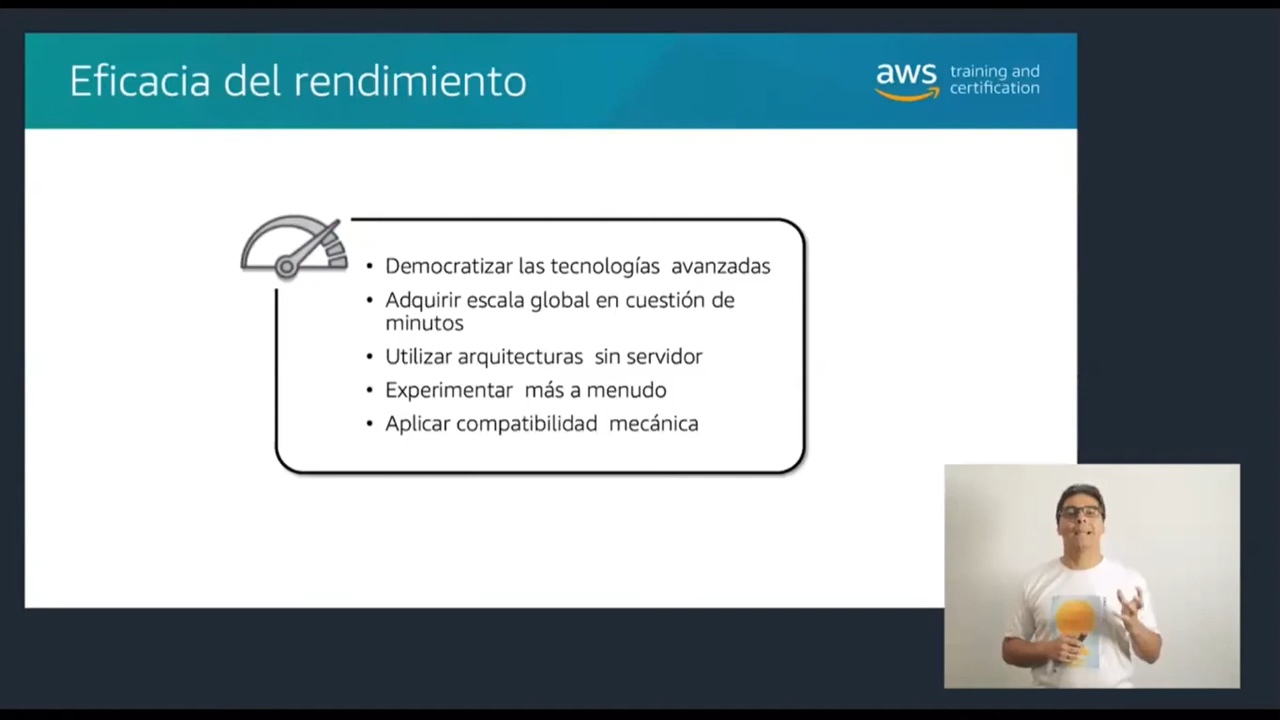 Eficacia del rendimiento
aws training and
certification
• Democratizar las tecnologías avanzadas
• Adquirir escala global en cuestión de
minutos
• Utilizar arquitecturas sin servidor
• Experimentar más a menudo
• Aplicar compatibilidad mecánica